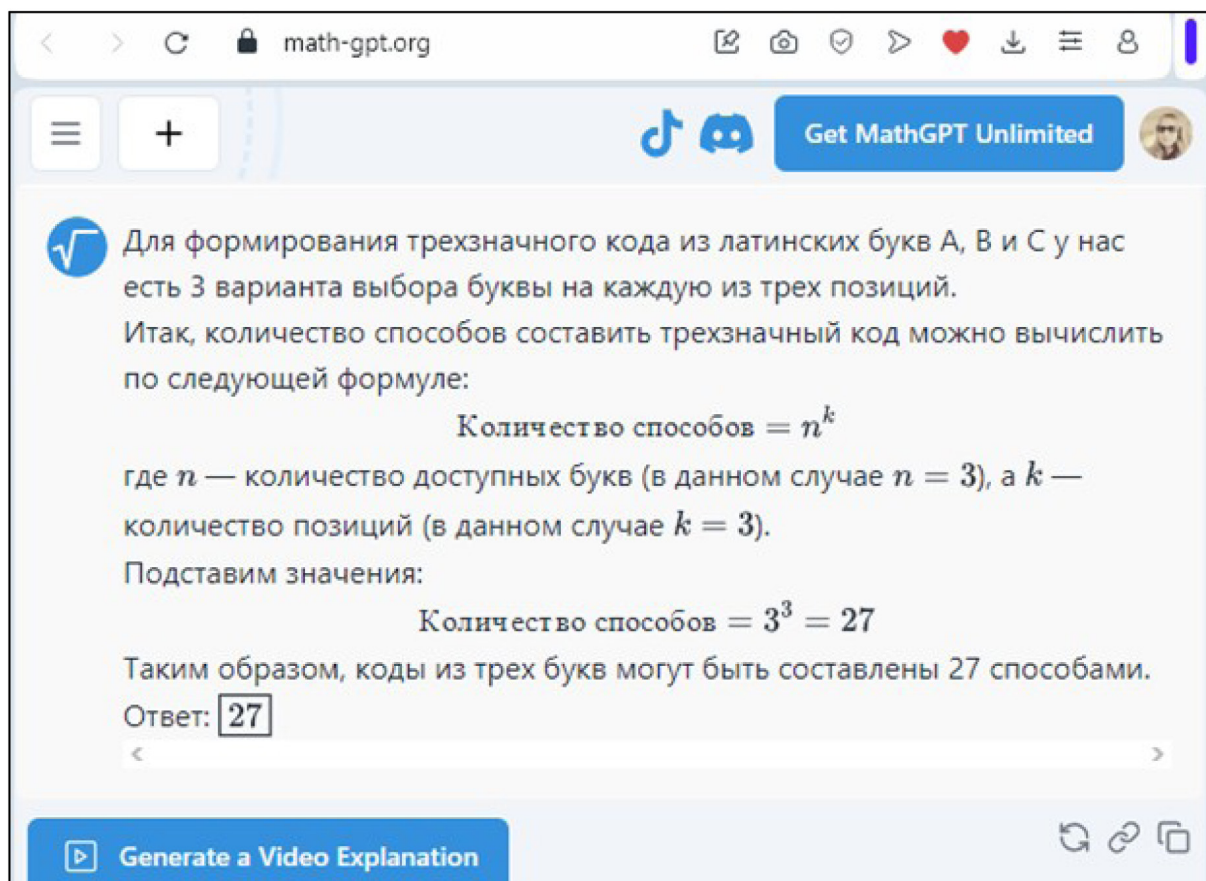 math-gpt.org
Get MathGPT Unlimited
Для формирования трехзначного кода из латинских букв A, B и C у нас
есть 3 варианта выбора буквы на каждую из трех позиций.
Итак, количество способов составить трехзначный код можно вычислить
по следующей формуле:
Количество способов = n^k
где n — количество доступных букв (в данном случае n = 3), а k —
количество позиций (в данном случае k = 3).
Подставим значения:
Количество способов = 3^3 = 27
Таким образом, коды из трех букв могут быть составлены 27 способами.
Ответ: 27
Generate a Video Explanation